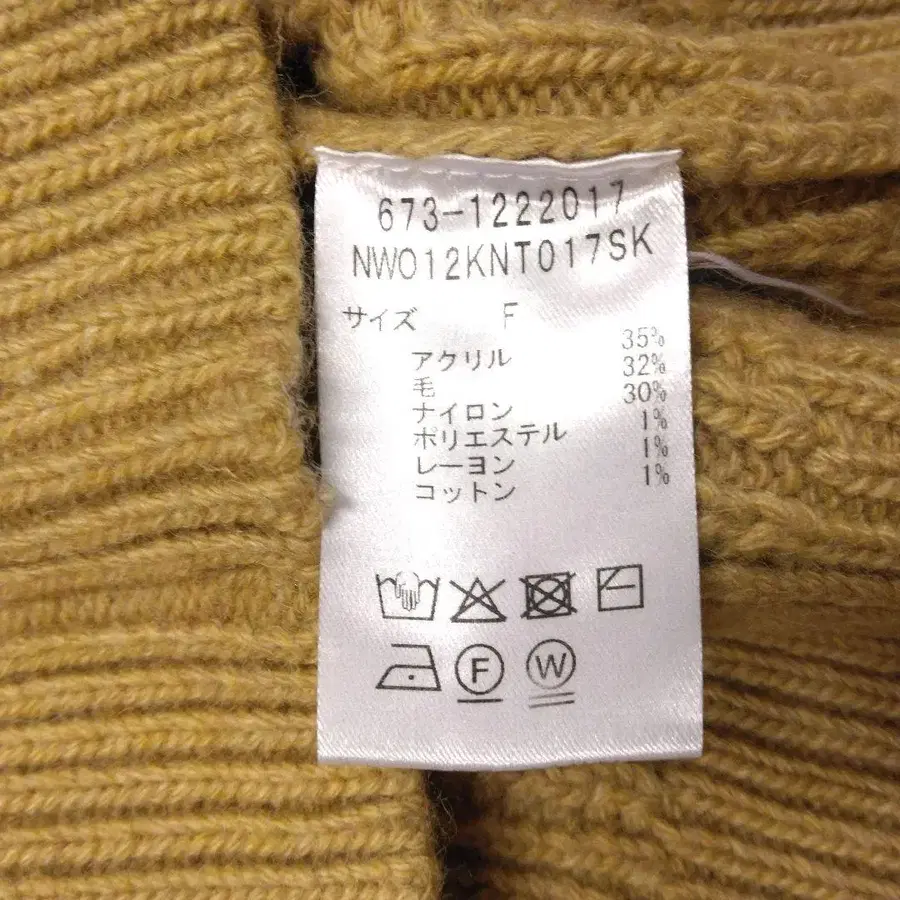 673-1222017
NW012KNT017SK
サイズ F
アクリル 35%
毛 32%
ナイロン 30%
ポリエステル 1%
レーヨン 1%
コットン 1%
F W